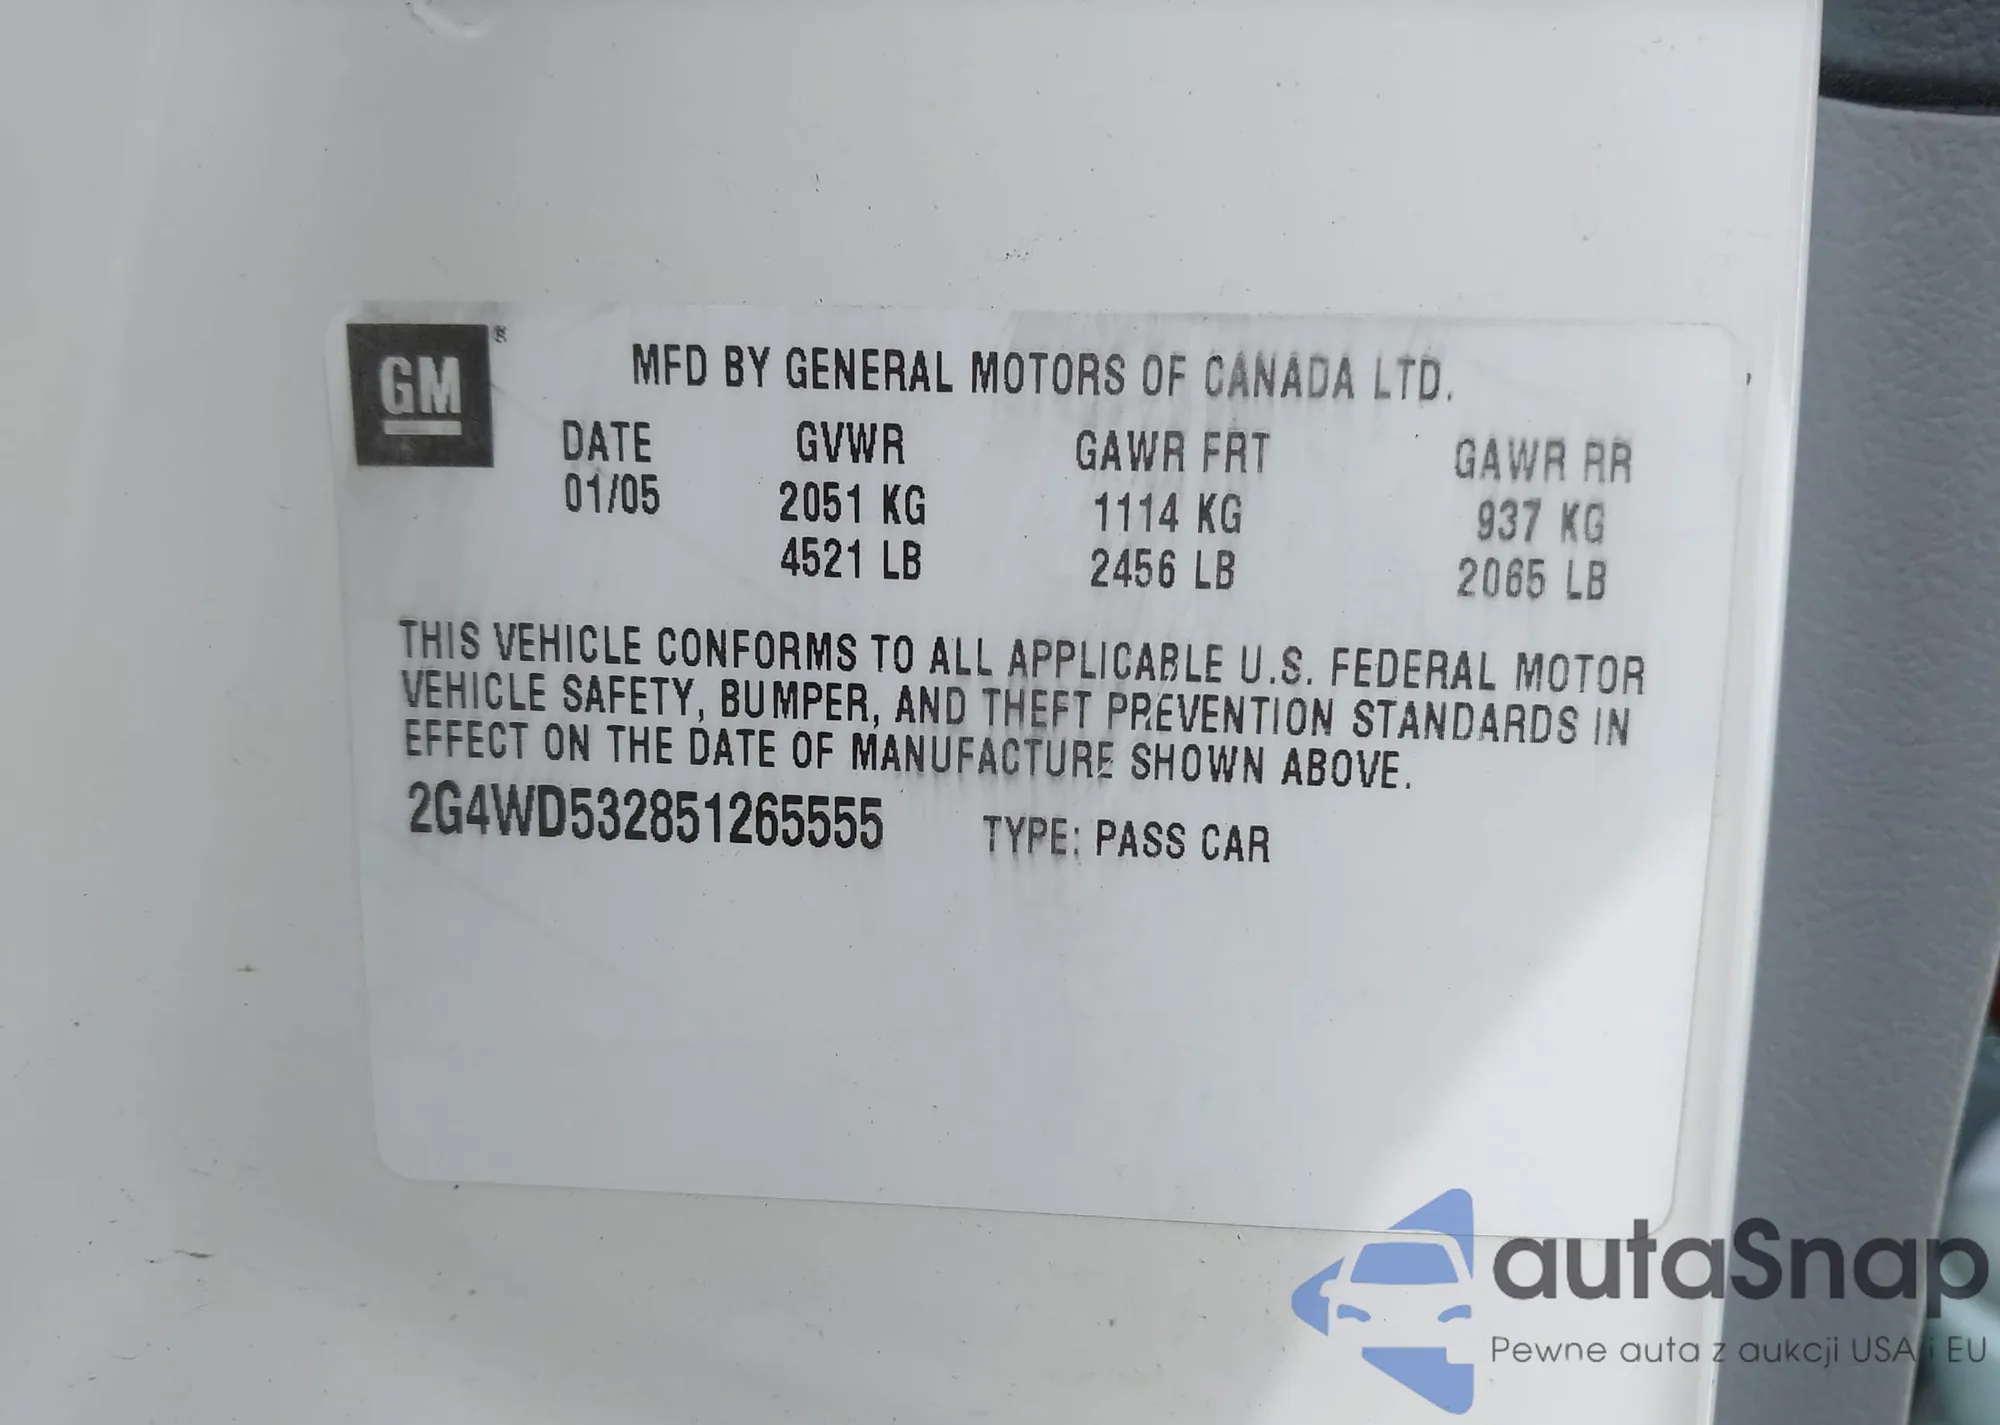 GM®
MFD BY GENERAL MOTORS OF CANADA LTD.
DATE GVWR GAWR FRT GAWR RR
01/05 2051 KG 1114 KG 937 KG
4521 LB 2456 LB 2065 LB
THIS VEHICLE CONFORMS TO ALL APPLICABLE U.S. FEDERAL MOTOR
VEHICLE SAFETY, BUMPER, AND THEFT PREVENTION STANDARDS IN
EFFECT ON THE DATE OF MANUFACTURE SHOWN ABOVE.
2G4WD532851265555 TYPE: PASS CAR
autaSnap
Pewne auta z aukcji USA i EU